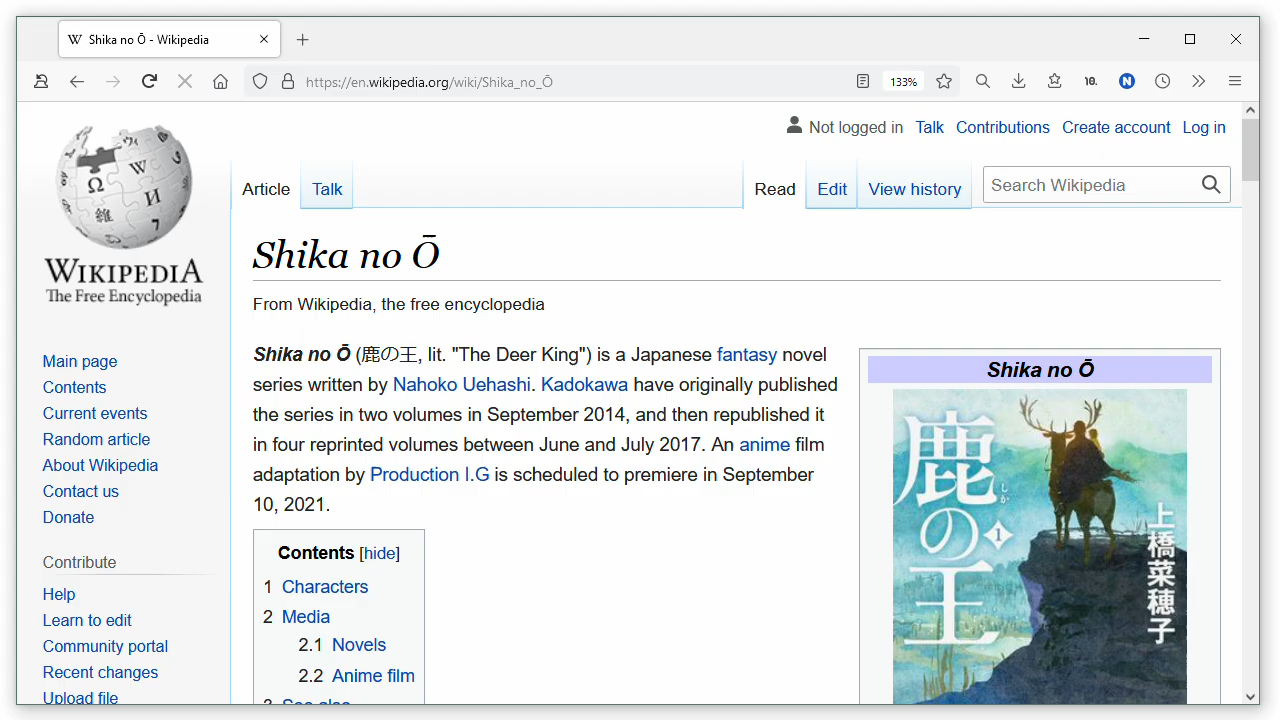 Shika no Ō - Wikipedia
https://en.wikipedia.org/wiki/Shika_no_Ō
133%
10.
N
Not logged in Talk Contributions Create account Log in
Article Talk Read Edit View history
Search Wikipedia
WIKIPEDIA
The Free Encyclopedia
Main page
Contents
Current events
Random article
About Wikipedia
Contact us
Donate
Contribute
Help
Learn to edit
Community portal
Recent changes
Upload file
Shika no Ō
From Wikipedia, the free encyclopedia
Shika no Ō (鹿の王, lit. "The Deer King") is a Japanese fantasy novel
series written by Nahoko Uehashi. Kadokawa have originally published
the series in two volumes in September 2014, and then republished it
in four reprinted volumes between June and July 2017. An anime film
adaptation by Production I.G is scheduled to premiere in September
10, 2021.
Contents [hide]
1 Characters
2 Media
2.1 Novels
2.2 Anime film
3 See also
Shika no Ō
鹿の王
しか
1
上橋菜穂子